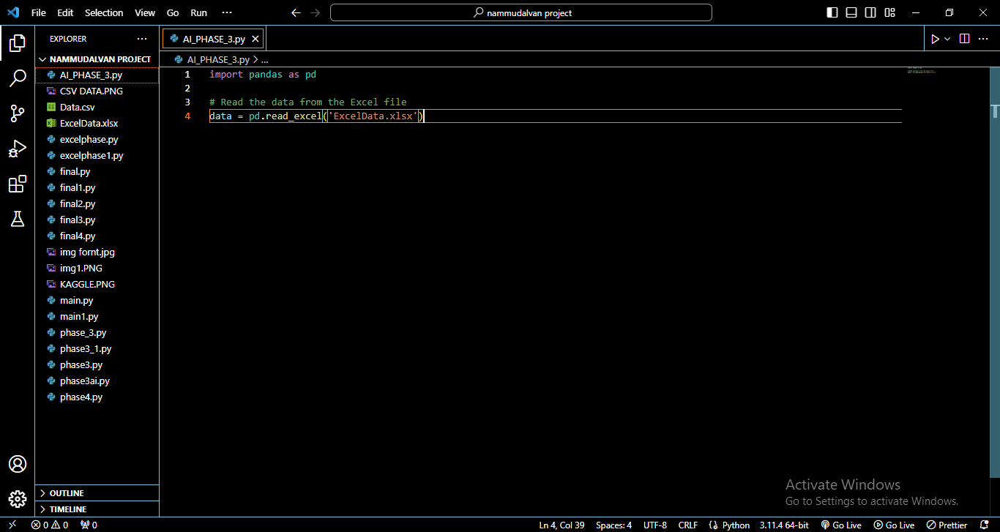 File Edit Selection View Go Run ··· nammudalvan project
EXPLORER ···
AI_PHASE_3.py
NAMMUDALVAN PROJECT
AI_PHASE_3.py > ...
AI_PHASE_3.py
CSV DATA.PNG
Data.csv
ExcelData.xlsx
excelphase.py
excelphase1.py
final.py
final1.py
final2.py
final3.py
final4.py
img fornt.jpg
img1.PNG
KAGGLE.PNG
main.py
main1.py
phase_3.py
phase3_1.py
phase3.py
phase3ai.py
phase4.py
OUTLINE
TIMELINE
1 import pandas as pd
2
3 # Read the data from the Excel file
4 data = pd.read_excel('ExcelData.xlsx')
Activate Windows
Go to Settings to activate Windows.
0 0 0 Ln 4, Col 39 Spaces: 4 UTF-8 CRLF Python 3.11.4 64-bit Go Live Go Live Prettier